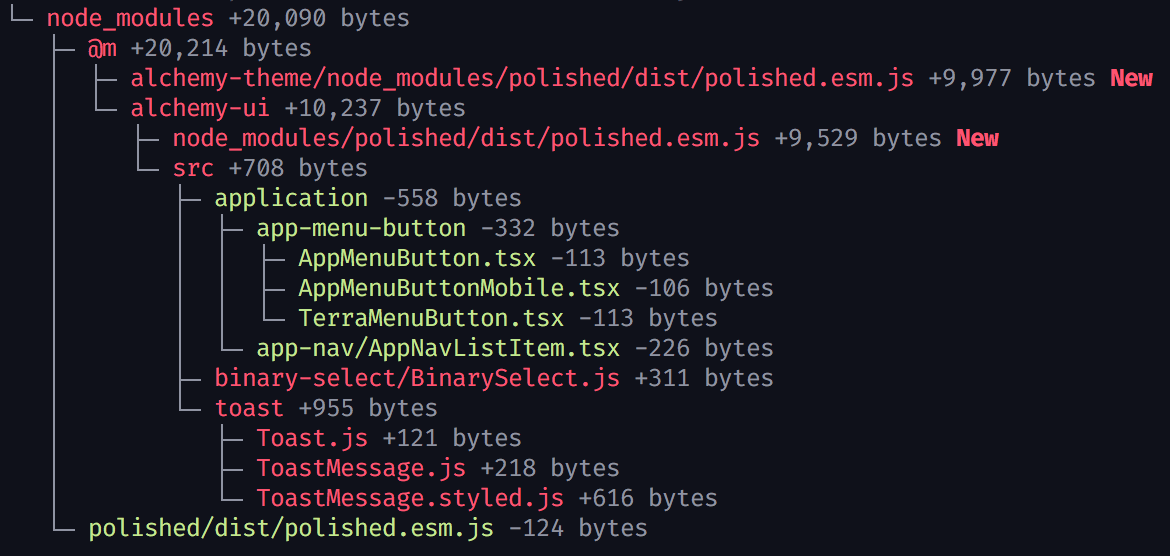 node_modules +20,090 bytes
@m +20,214 bytes
alchemy-theme/node_modules/polished/dist/polished.esm.js +9,977 bytes New
alchemy-ui +10,237 bytes
node_modules/polished/dist/polished.esm.js +9,529 bytes New
src +708 bytes
application -558 bytes
app-menu-button -332 bytes
AppMenuButton.tsx -113 bytes
AppMenuButtonMobile.tsx -106 bytes
TerraMenuButton.tsx -113 bytes
app-nav/AppNavListItem.tsx -226 bytes
binary-select/BinarySelect.js +311 bytes
toast +955 bytes
Toast.js +121 bytes
ToastMessage.js +218 bytes
ToastMessage.styled.js +616 bytes
polished/dist/polished.esm.js -124 bytes